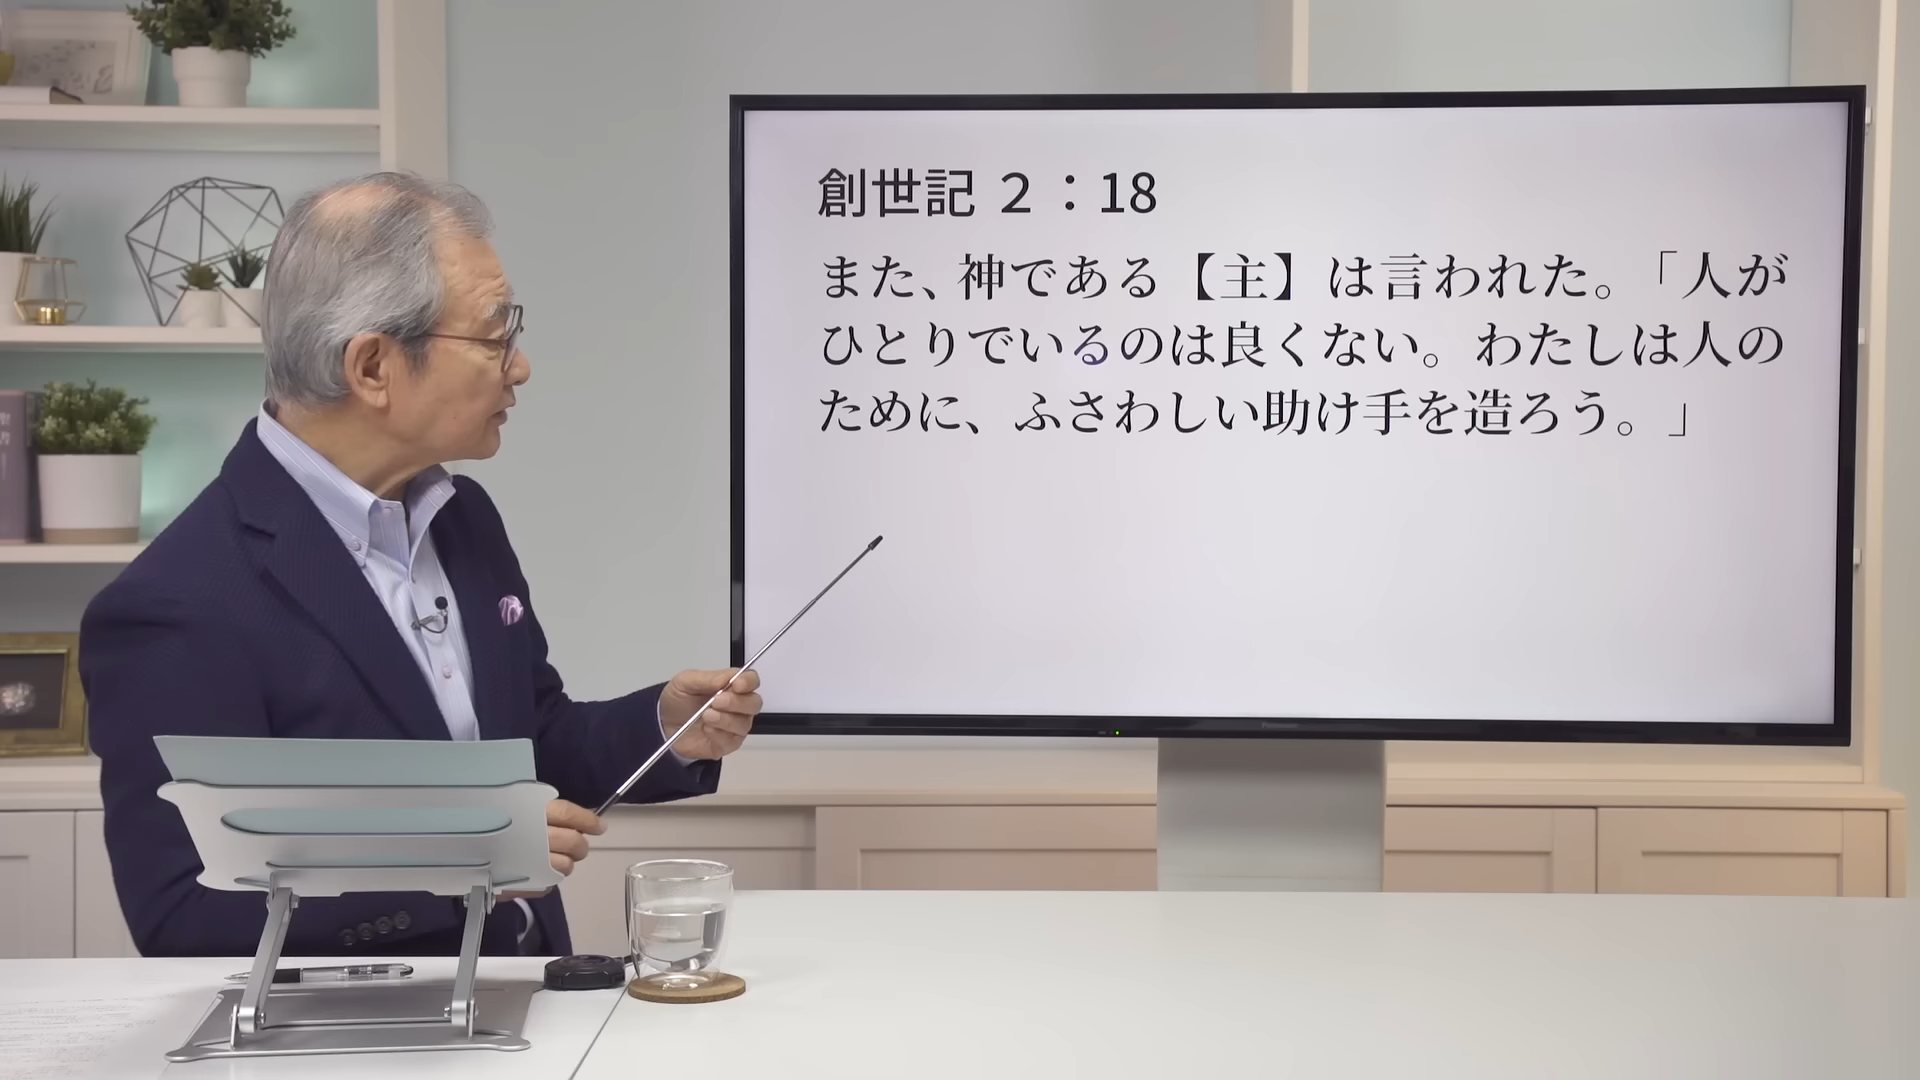 創世記 2：18
また、神である【主】は言われた。「人が
ひとりでいるのは良くない。わたしは人の
ために、ふさわしい助け手を造ろう。」
Panasonic